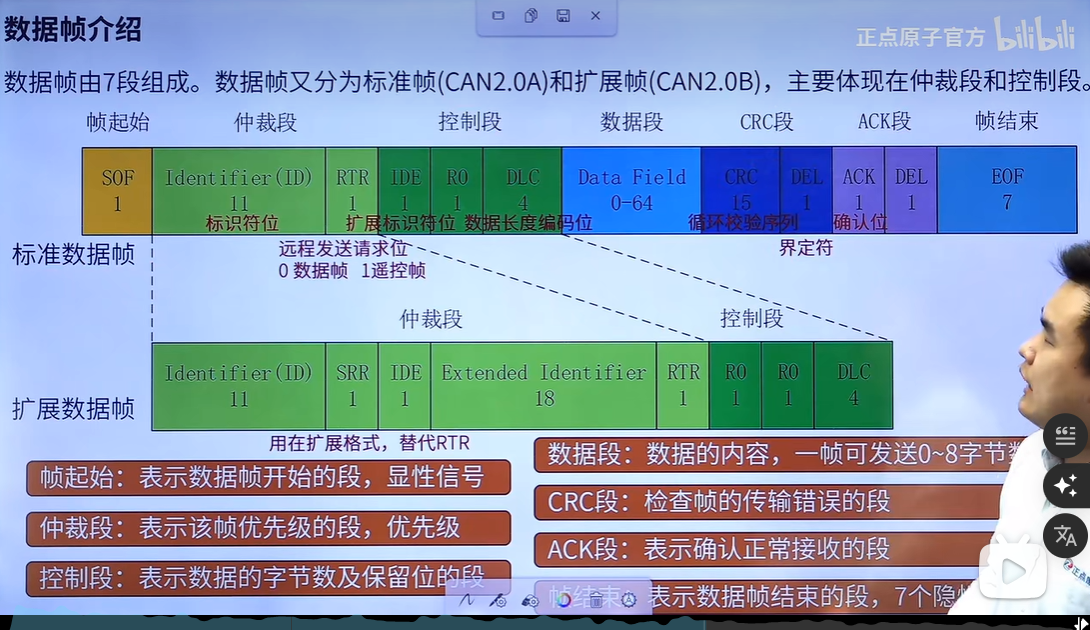 数据帧介绍
正点原子官方 bilibili
数据帧由7段组成。数据帧又分为标准帧(CAN2.0A)和扩展帧(CAN2.0B)，主要体现在仲裁段和控制段。
帧起始 仲裁段 控制段 数据段 CRC段 ACK段 帧结束
SOF Identifier(ID) RTR IDE R0 DLC Data Field CRC DEL ACK DEL EOF
1 11 1 1 1 4 0-64 15 1 1 1 7
标识符位 扩展标识符位 数据长度编码位 循环校验序列 确认位
标准数据帧 远程发送请求位 界定符
0 数据帧 1遥控帧
仲裁段 控制段
Identifier(ID) SRR IDE Extended Identifier RTR R0 R0 DLC
11 1 1 18 1 1 1 4
扩展数据帧
用在扩展格式，替代RTR
帧起始：表示数据帧开始的段，显性信号
仲裁段：表示该帧优先级的段，优先级
控制段：表示数据的字节数及保留位的段
数据段：数据的内容，一帧可发送0~8字节
CRC段：检查帧的传输错误的段
ACK段：表示确认正常接收的段
帧结束：表示数据帧结束的段，7个隐